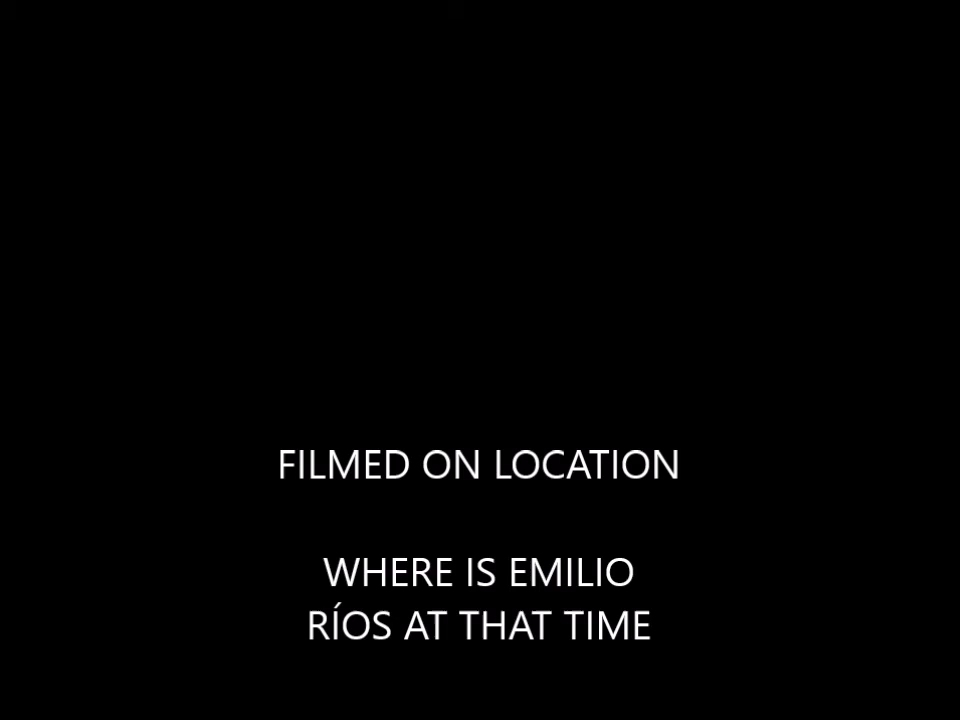 FILMED ON LOCATION
WHERE IS EMILIO
RÍOS AT THAT TIME